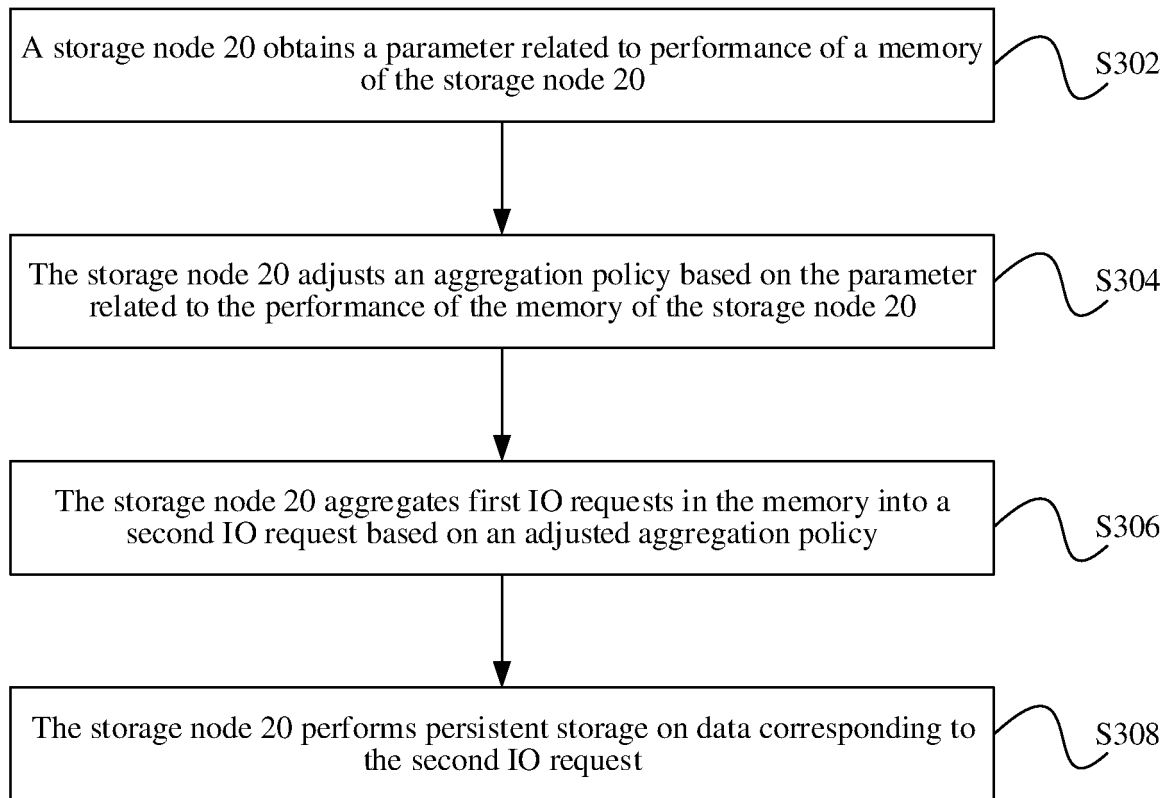 A storage node 20 obtains a parameter related to performance of a memory
of the storage node 20
S302
The storage node 20 adjusts an aggregation policy based on the parameter
related to the performance of the memory of the storage node 20
S304
The storage node 20 aggregates first IO requests in the memory into a
second IO request based on an adjusted aggregation policy
S306
The storage node 20 performs persistent storage on data corresponding to
the second IO request
S308